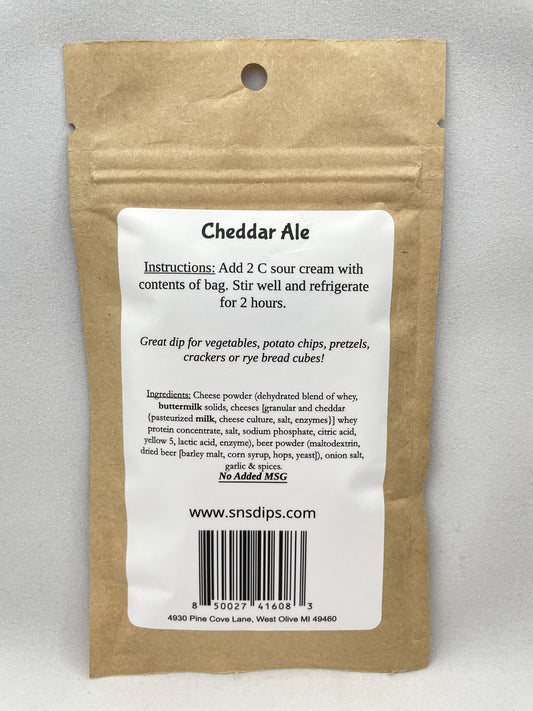 Cheddar Ale
Instructions: Add 2 C sour cream with
contents of bag. Stir well and refrigerate
for 2 hours.
Great dip for vegetables, potato chips, pretzels,
crackers or rye bread cubes!
Ingredients: Cheese powder (dehydrated blend of whey,
buttermilk solids, cheeses [granular and cheddar
{pasteurized milk, cheese culture, salt, enzymes}] whey
protein concentrate, salt, sodium phosphate, citric acid,
yellow 5, lactic acid, enzyme), beer powder (maltodextrin,
dried beer [barley malt, corn syrup, hops, yeast]), onion salt,
garlic & spices.
No Added MSG
www.snsdips.com
8 50027 41608 3
4930 Pine Cove Lane, West Olive MI 49460